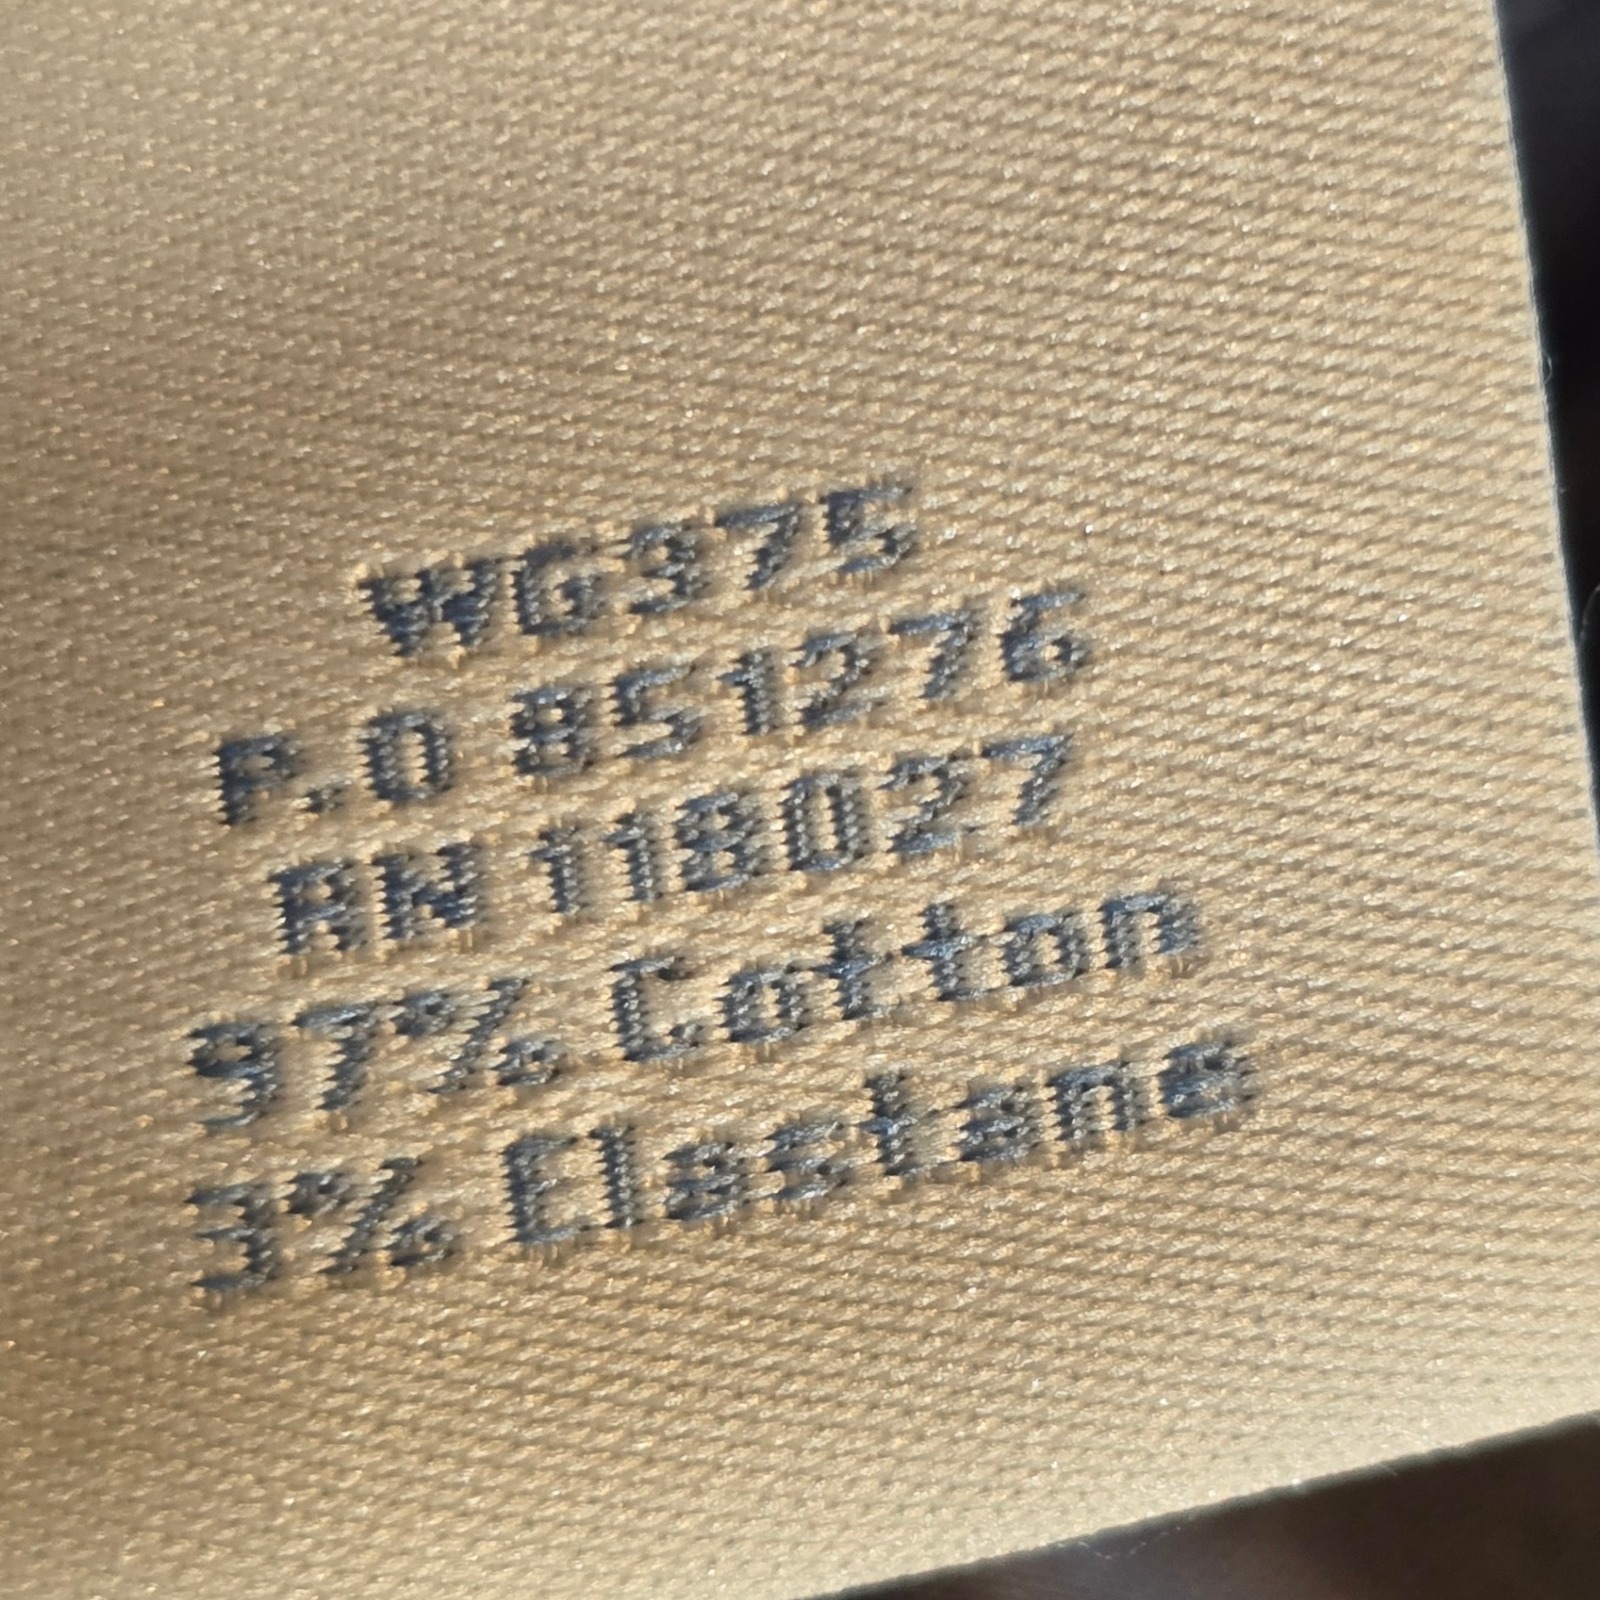 WG375
P.O 851276
RN 118027
97% Cotton
3% Elastane